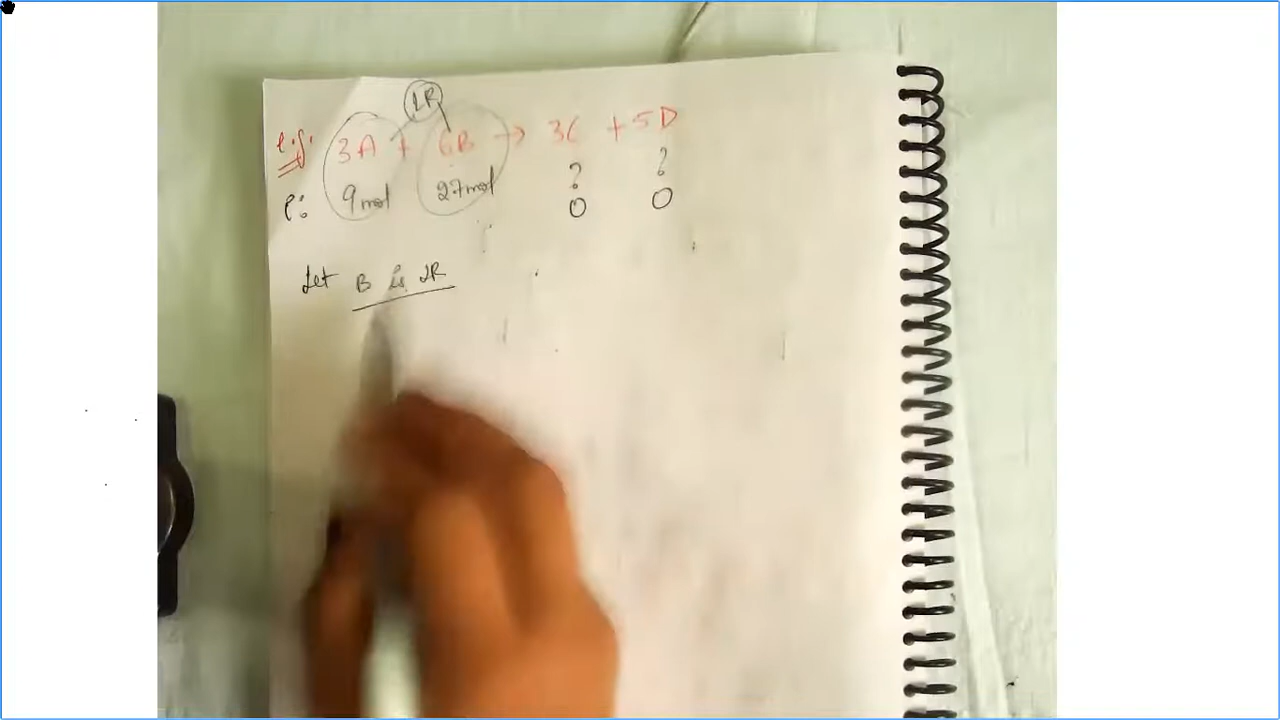 LR
e.g. 3A + 6B → 3C + 5D
9 mol 27 mol ? ?
0 0
Let B is LR